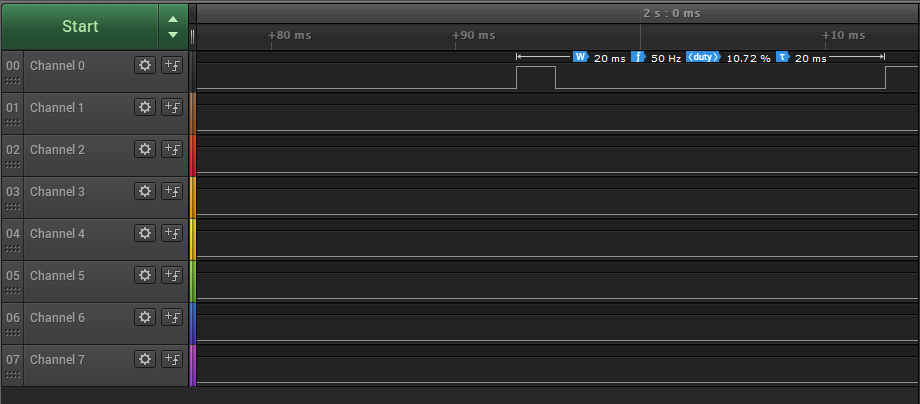 Start
2 s : 0 ms
+80 ms +90 ms +10 ms
00 Channel 0
W 20 ms f 50 Hz duty 10.72 % τ 20 ms
01 Channel 1
02 Channel 2
03 Channel 3
04 Channel 4
05 Channel 5
06 Channel 6
07 Channel 7